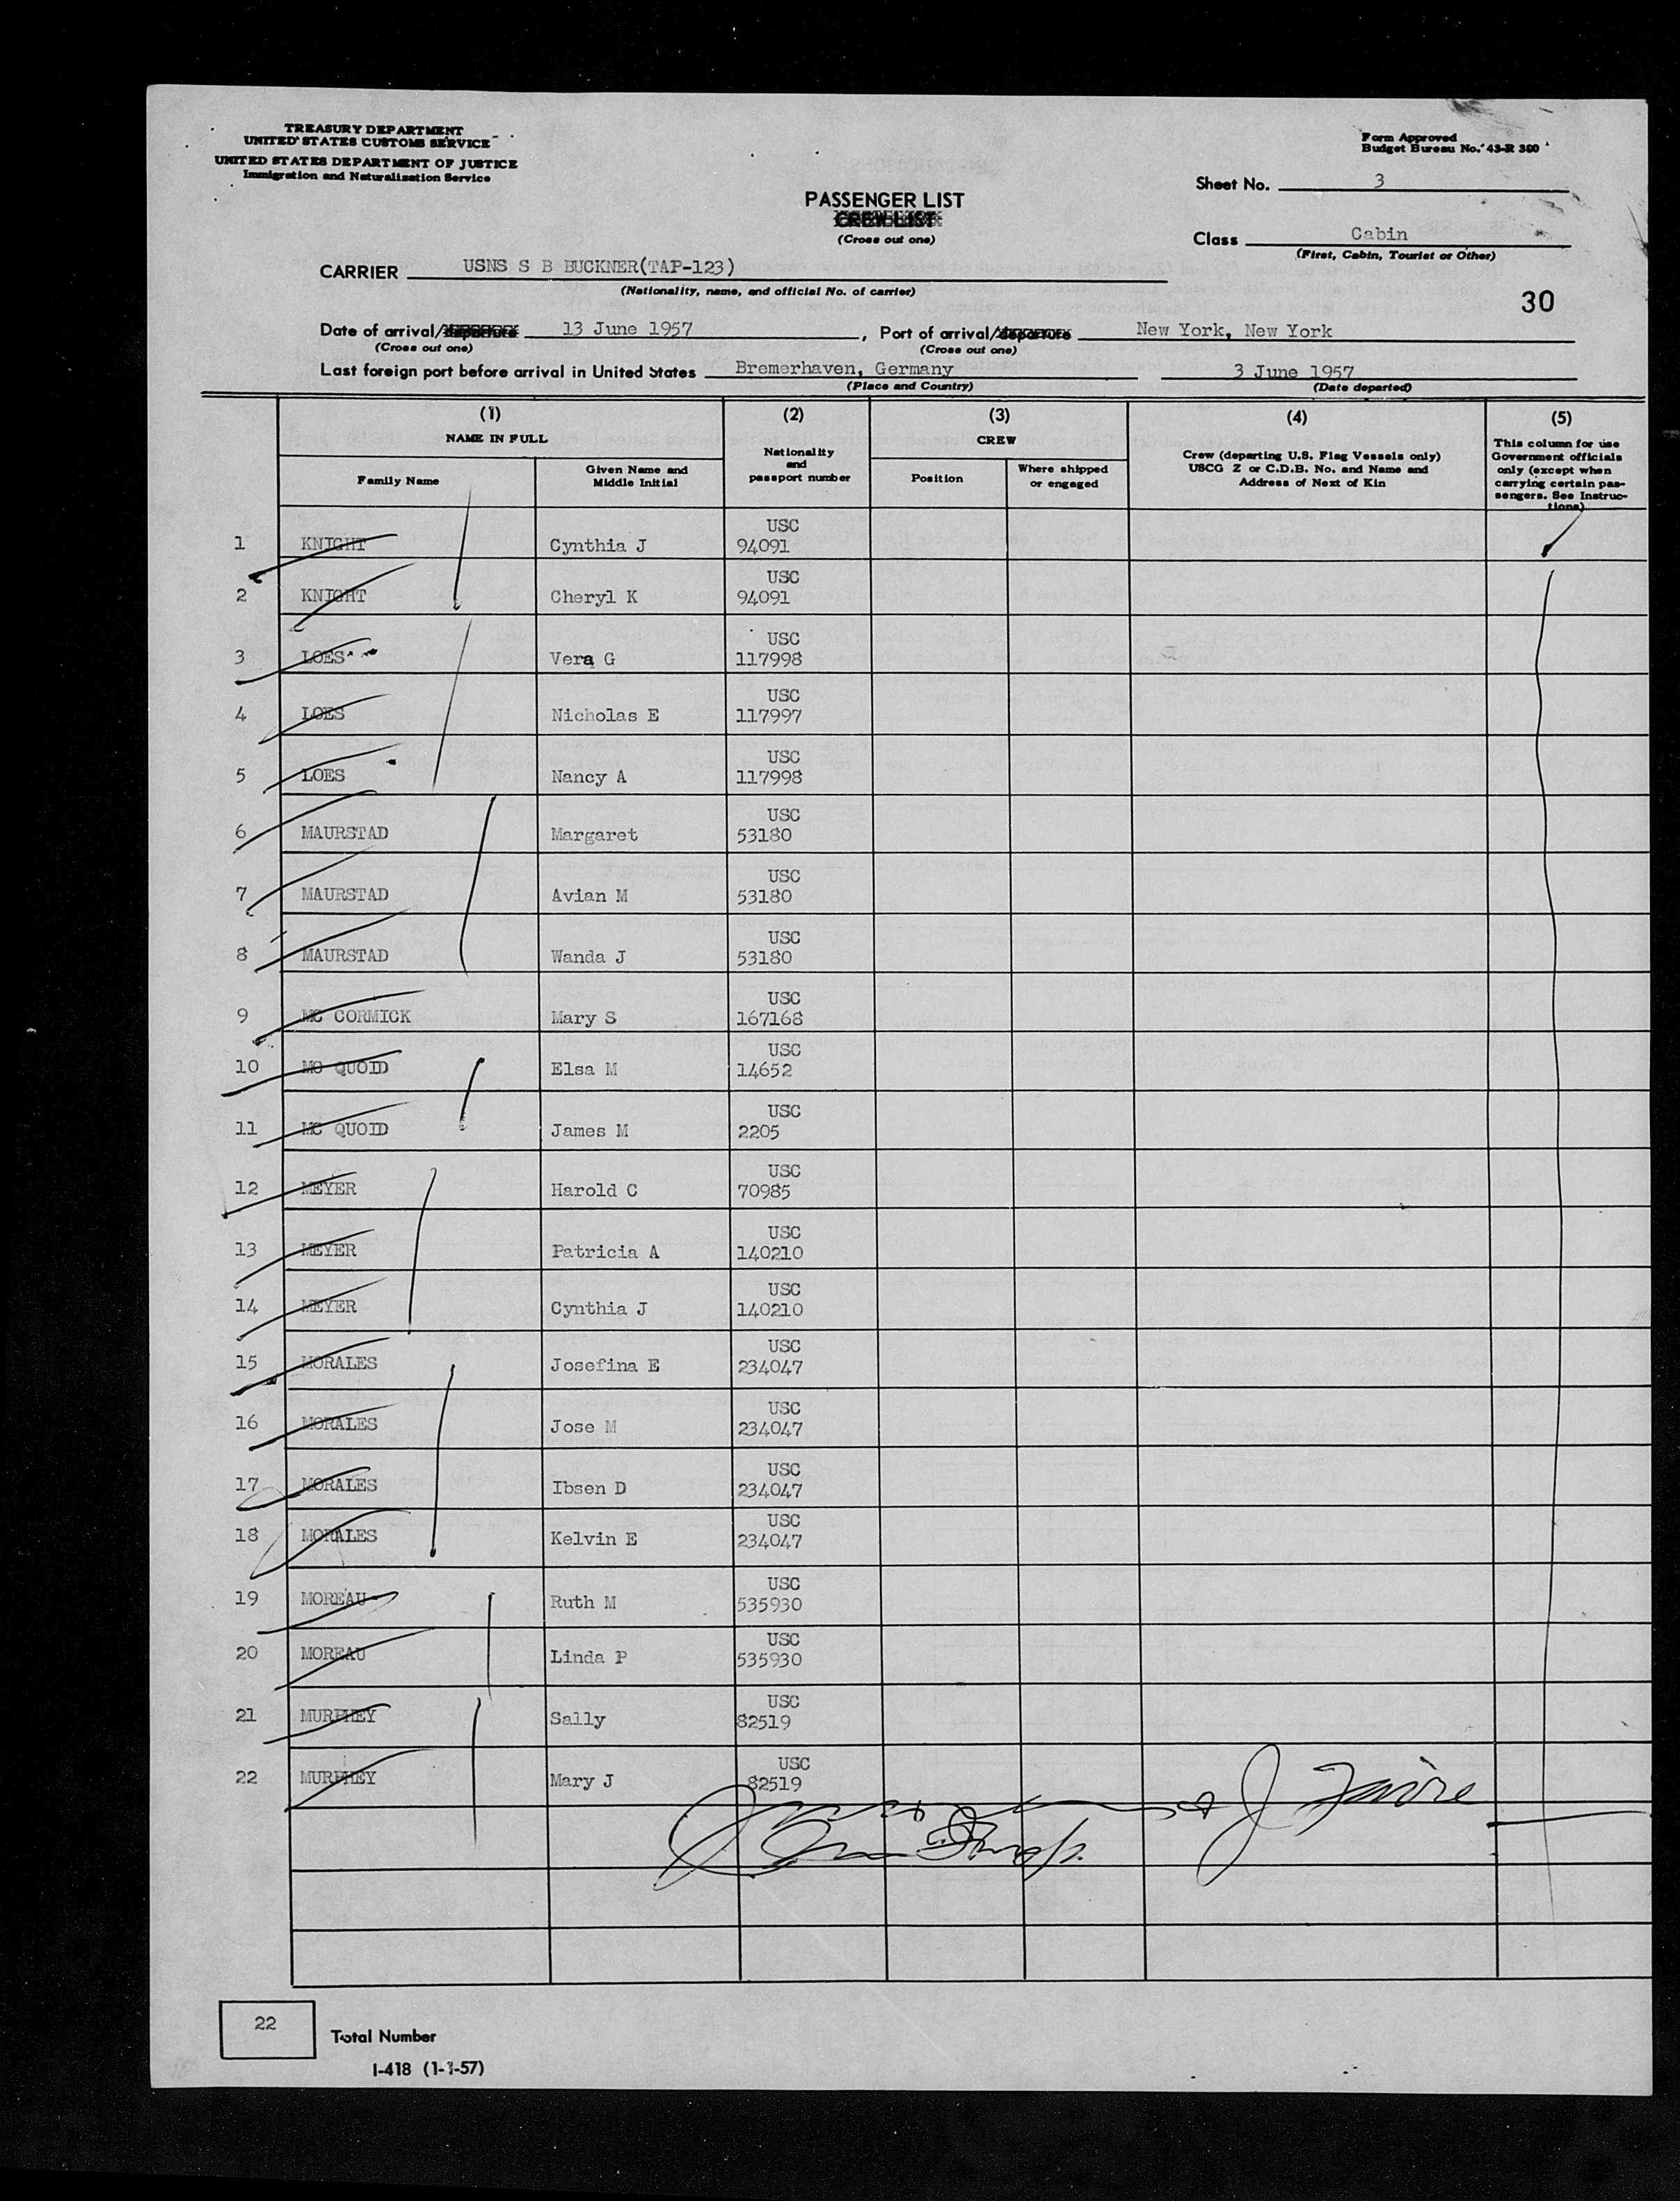 TREASURY DEPARTMENT
UNITED STATES CUSTOMS SERVICE
UNITED STATES DEPARTMENT OF JUSTICE
Immigration and Naturalization Service
Form Approved
Budget Bureau No. 43-R 380
Sheet No. 3
PASSENGER LIST
CREW LIST
(Cross out one)
Class Cabin
(First, Cabin, Tourist or Other)
CARRIER USNS S B BUCKNER(TAP-123)
(Nationality, name, and official No. of carrier)
30
Date of arrival/departure 13 June 1957, Port of arrival/departure New York, New York
(Cross out one) (Cross out one)
Last foreign port before arrival in United States Bremerhaven, Germany 3 June 1957
(Place and Country) (Date departed)
(1) (2) (3) (4) (5)
NAME IN FULL
Family Name
Given Name and
Middle Initial
Nationality
and
passport number
CREW
Position
Where shipped
or engaged
Crew (departing U.S. Flag Vessels only)
USCG Z or C.D.B. No. and Name and
Address of Next of Kin
This column for use
Government officials
only (except when
carrying certain pas-
sengers. See Instruc-
tions)
USC
1 KNIGHT Cynthia J 94091
USC
2 KNIGHT Cheryl K 94091
USC
3 LOES Vera G 117998
USC
4 LOES Nicholas E 117997
USC
5 LOES Nancy A 117998
USC
6 MAURSTAD Margaret 53180
USC
7 MAURSTAD Avian M 53180
USC
8 MAURSTAD Wanda J 53180
USC
9 MC CORMICK Mary S 167168
USC
10 MC QUOID Elsa M 14652
USC
11 MC QUOID James M 2205
USC
12 MEYER Harold C 70985
USC
13 MEYER Patricia A 140210
USC
14 MEYER Cynthia J 140210
USC
15 MORALES Josefina E 234047
USC
16 MORALES Jose M 234047
USC
17 MORALES Ibsen D 234047
USC
18 MORALES Kelvin E 234047
USC
19 MOREAU Ruth M 535930
USC
20 MOREAU Linda P 535930
USC
21 MURPHEY Sally 82519
USC
22 MURPHEY Mary J 82519
22
Total Number
I-418 (1-1-57)